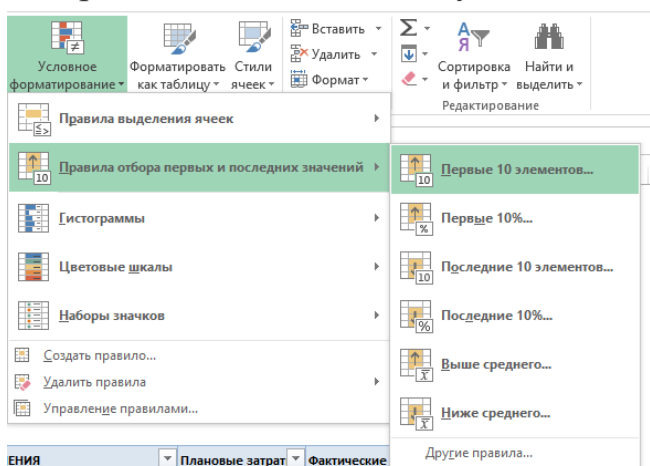 Условное форматирование
Форматировать как таблицу
Стили ячеек
Вставить
Удалить
Формат
Сортировка и фильтр
Найти и выделить
Редактирование
Правила выделения ячеек
Правила отбора первых и последних значений
Гистограммы
Цветовые шкалы
Наборы значков
Создать правило...
Удалить правила
Управление правилами...
Первые 10 элементов...
Первые 10%...
Последние 10 элементов...
Последние 10%...
Выше среднего...
Ниже среднего...
Другие правила...
ЕНИЯ
Плановые затрат
Фактические